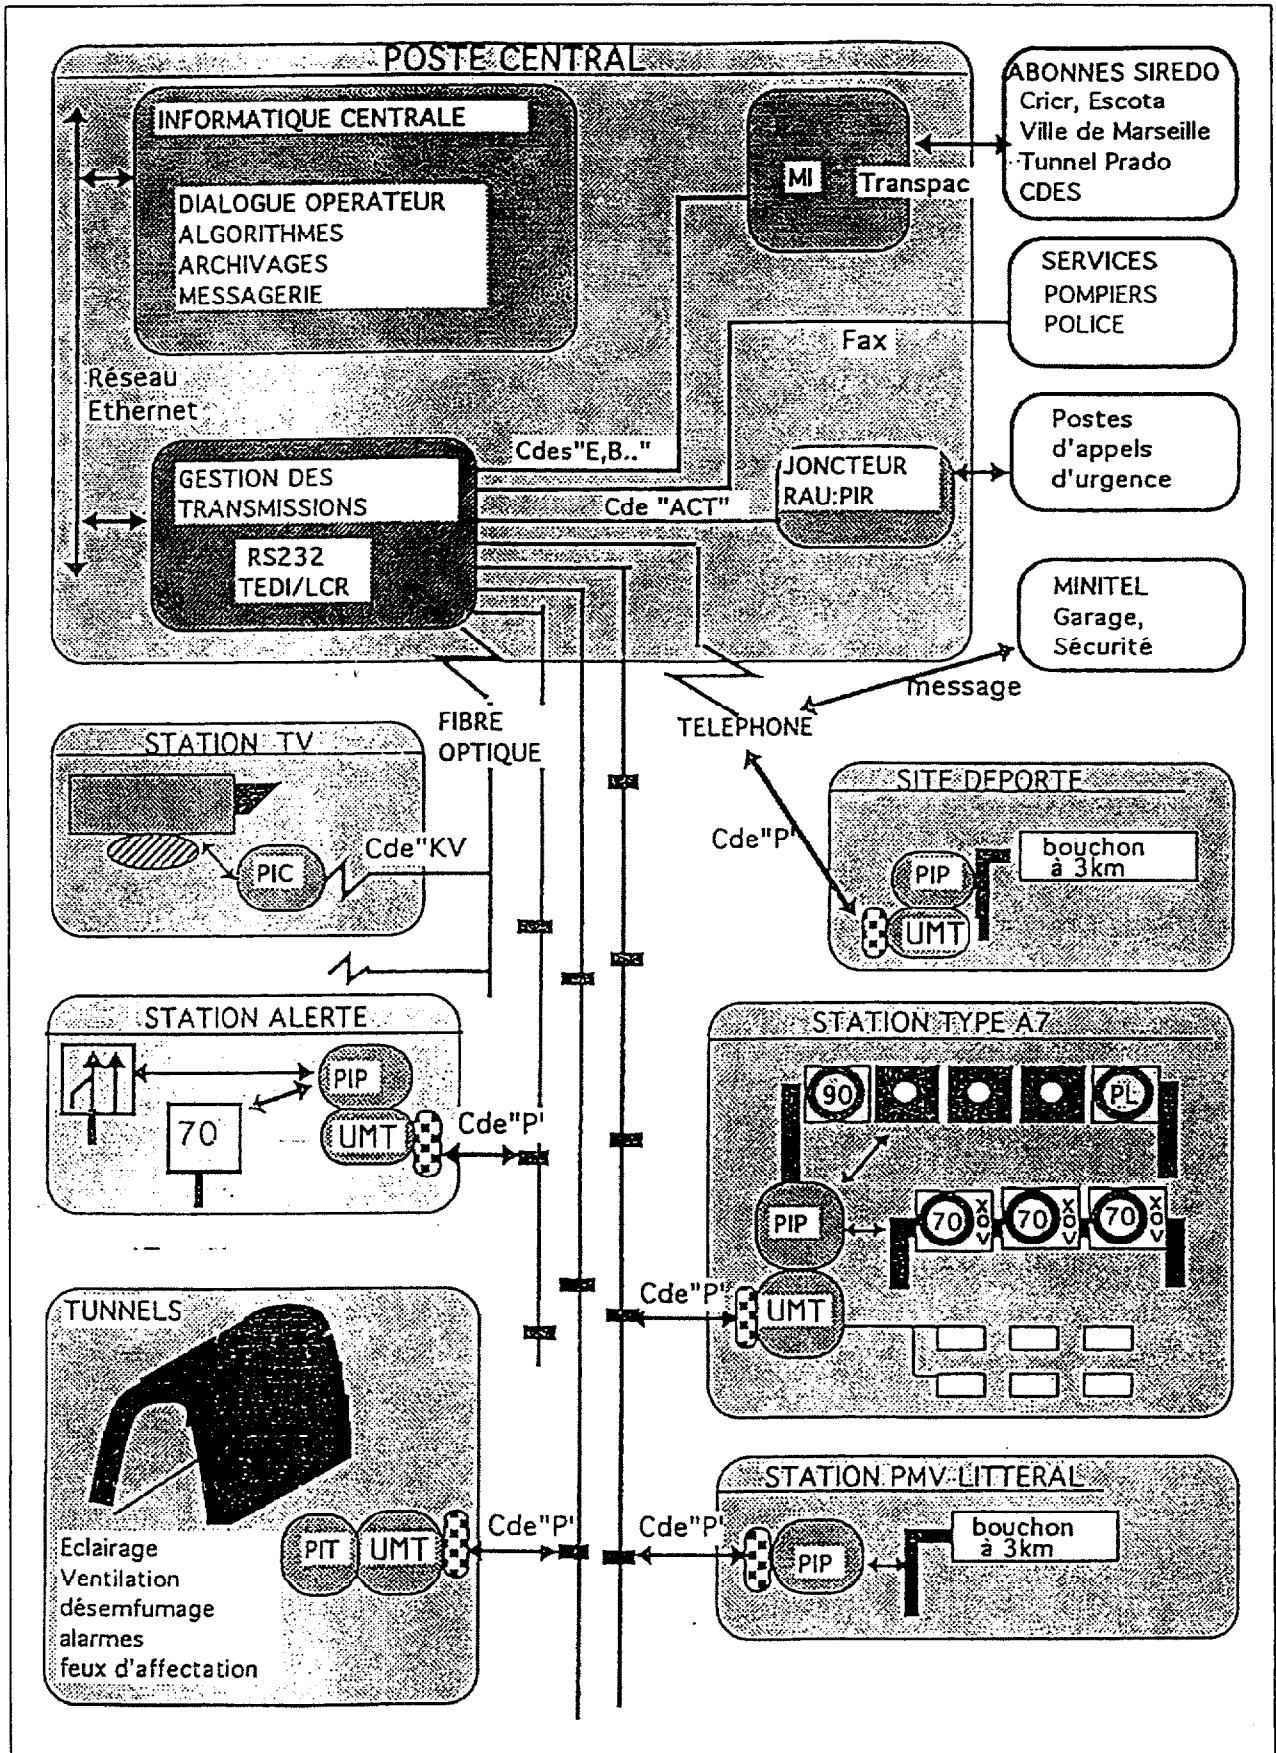 POSTE CENTRAL
INFORMATIQUE CENTRALE
DIALOGUE OPERATEUR
ALGORITHMES
ARCHIVAGES
MESSAGERIE
MI
Transpac
ABONNES SIREDO
Cricr, Escota
Ville de Marseille
Tunnel Prado
CDES
SERVICES
POMPIERS
POLICE
Fax
Réseau
Ethernet
GESTION DES
TRANSMISSIONS
RS232
TEDI/LCR
Cdes"E,B.."
Cde "ACT"
JONCTEUR
RAU:PIR
Postes
d'appels
d'urgence
MINITEL
Garage,
Sécurité
message
TELEPHONE
FIBRE
OPTIQUE
STATION TV
PIC
Cde"KV
SITE DEPORTE
Cde"P'
PIP
UMT
bouchon
à 3km
STATION ALERTE
PIP
UMT
70
Cde"P'
STATION TYPE A7
90
PL
PIP
70
XOV
70
XOV
70
XOV
UMT
Cde"P'
TUNNELS
PIT
UMT
Cde"P'
Eclairage
Ventilation
désemfumage
alarmes
feux d'affectation
STATION PMV LITTERAL
Cde"P'
PIP
bouchon
à 3km